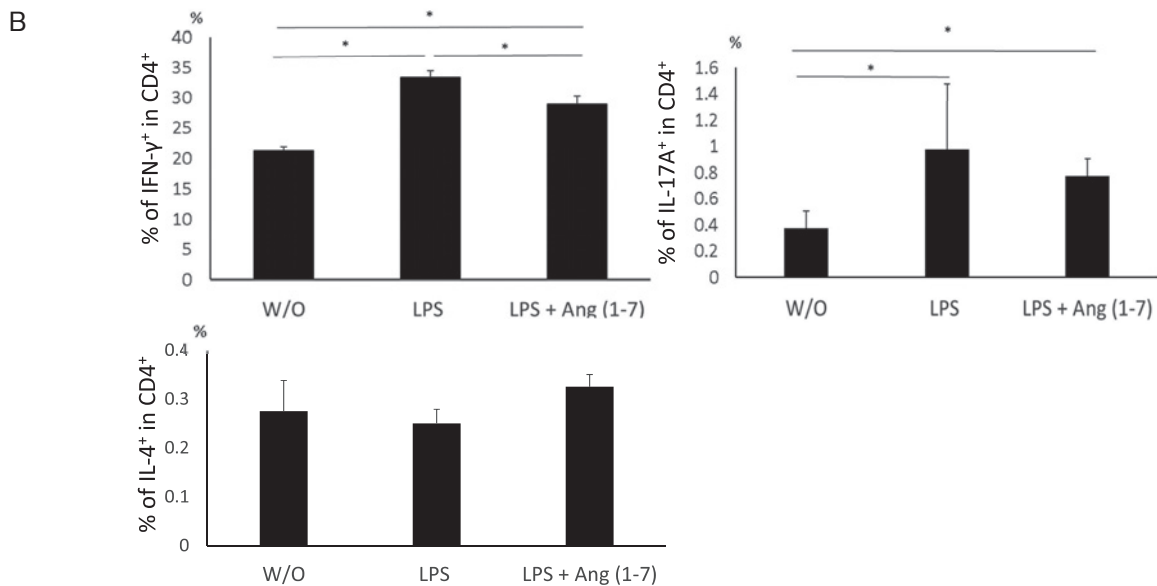 B
%
*
*
*
40
35
30
25
20
15
10
5
0
% of IFN-γ⁺ in CD4⁺
W/O
LPS
LPS + Ang (1-7)
%
*
*
1.6
1.4
1.2
1
0.8
0.6
0.4
0.2
0
% of IL-17A⁺ in CD4⁺
W/O
LPS
LPS + Ang (1-7)
%
0.4
0.3
0.2
0.1
0
% of IL-4⁺ in CD4⁺
W/O
LPS
LPS + Ang (1-7)